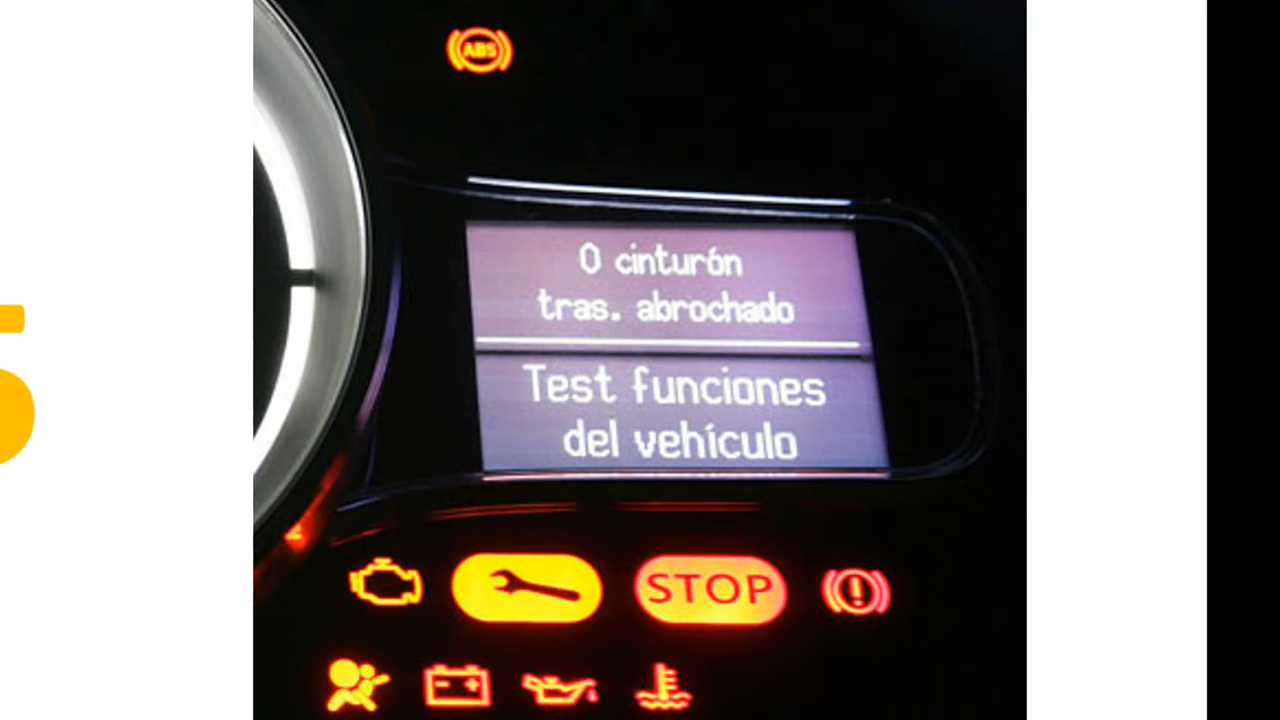 ABS
0 cinturón
tras. abrochado
Test funciones
del vehículo
STOP